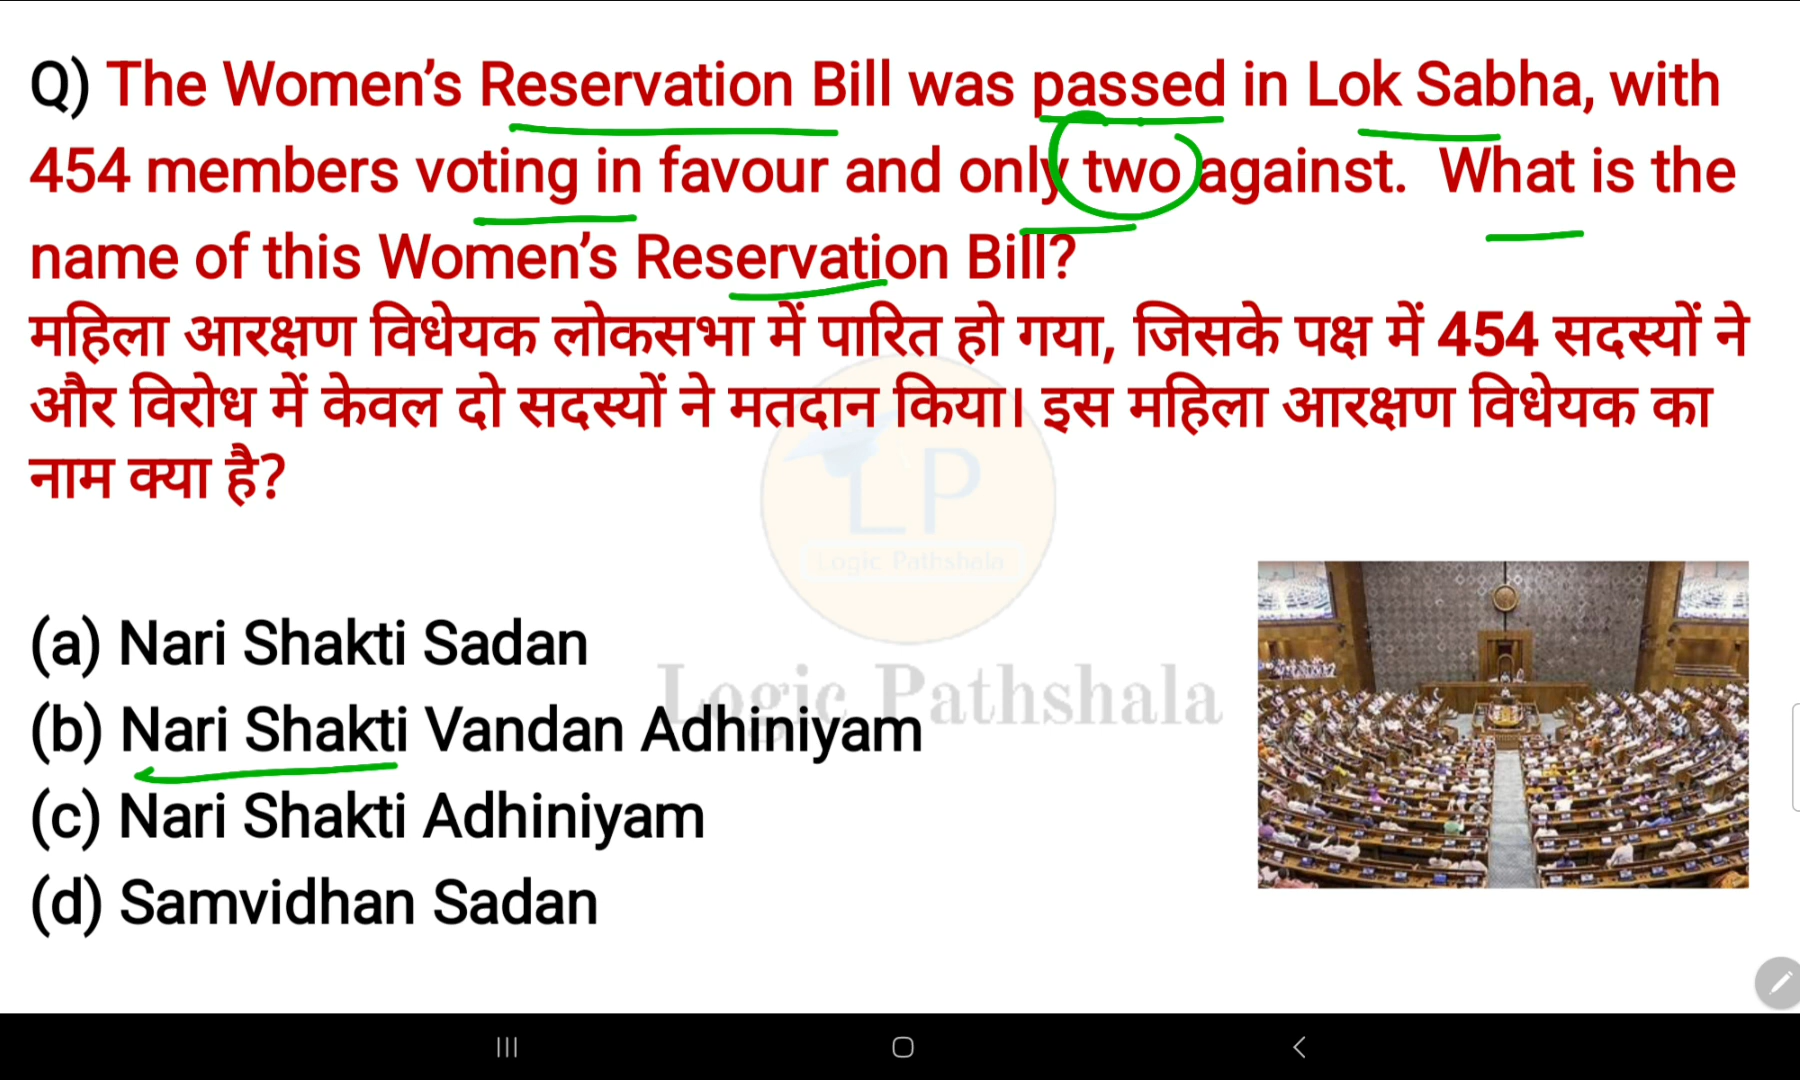 Q) The Women’s Reservation Bill was passed in Lok Sabha, with
454 members voting in favour and only two against. What is the
name of this Women’s Reservation Bill?
महिला आरक्षण विधेयक लोकसभा में पारित हो गया, जिसके पक्ष में 454 सदस्यों ने
और विरोध में केवल दो सदस्यों ने मतदान किया। इस महिला आरक्षण विधेयक का
नाम क्या है?
LP
Logic Pathshala
Logic Pathshala
(a) Nari Shakti Sadan
(b) Nari Shakti Vandan Adhiniyam
(c) Nari Shakti Adhiniyam
(d) Samvidhan Sadan